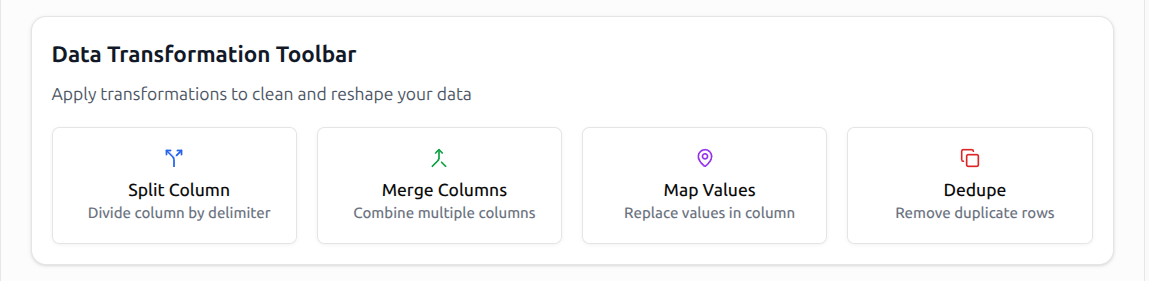 Data Transformation Toolbar
Apply transformations to clean and reshape your data
Split Column
Divide column by delimiter
Merge Columns
Combine multiple columns
Map Values
Replace values in column
Dedupe
Remove duplicate rows